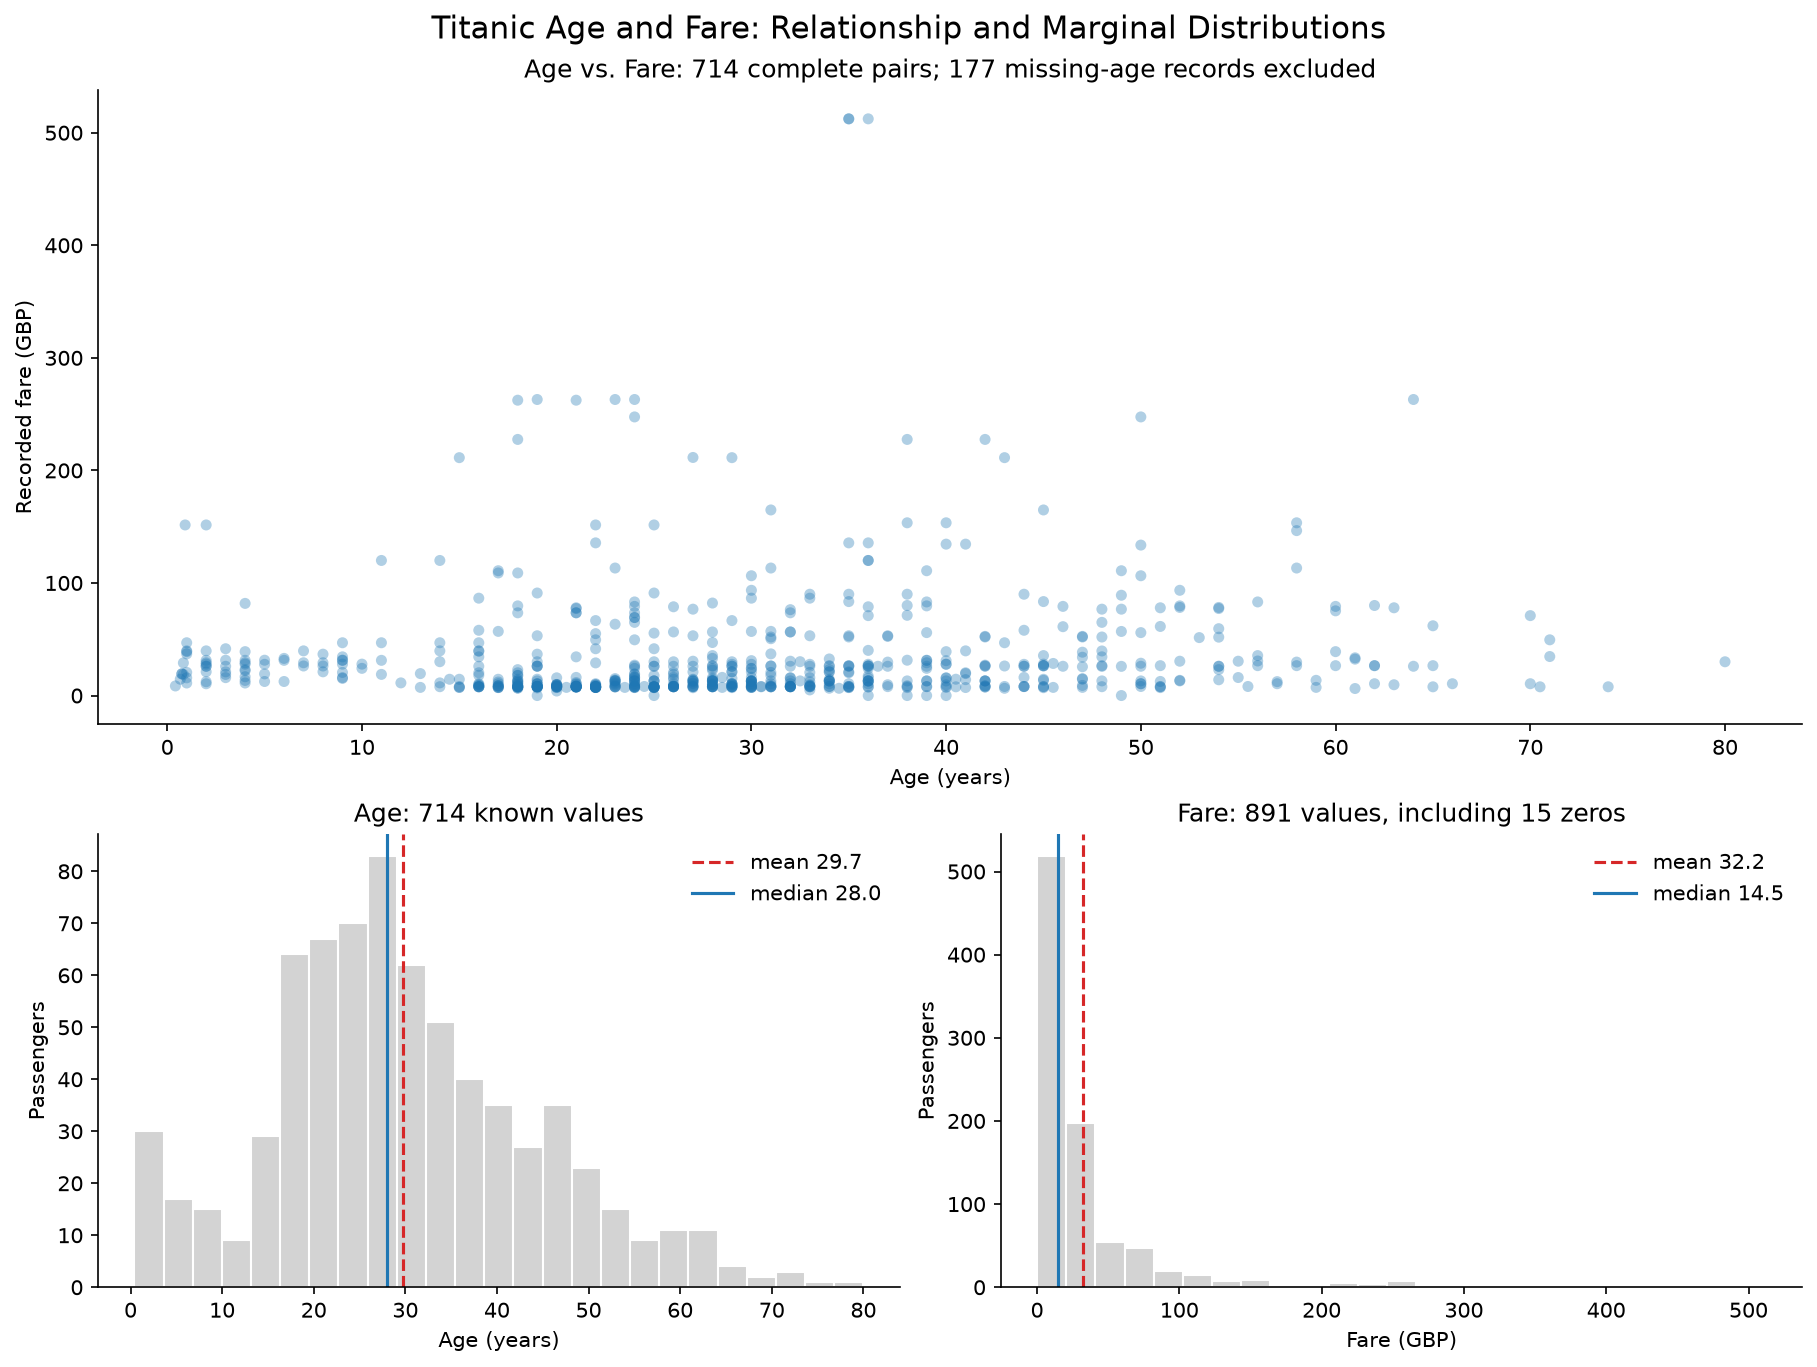 Titanic Age and Fare: Relationship and Marginal Distributions
Age vs. Fare: 714 complete pairs; 177 missing-age records excluded
Recorded fare (GBP)
500
400
300
200
100
0
0 10 20 30 40 50 60 70 80
Age (years)
Age: 714 known values
Passengers
80
70
60
50
40
30
20
10
0
mean 29.7
median 28.0
0 10 20 30 40 50 60 70 80
Age (years)
Fare: 891 values, including 15 zeros
Passengers
500
400
300
200
100
0
mean 32.2
median 14.5
0 100 200 300 400 500
Fare (GBP)